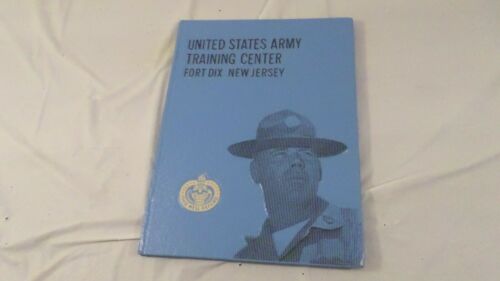 UNITED STATES ARMY
TRAINING CENTER
FORT DIX NEW JERSEY